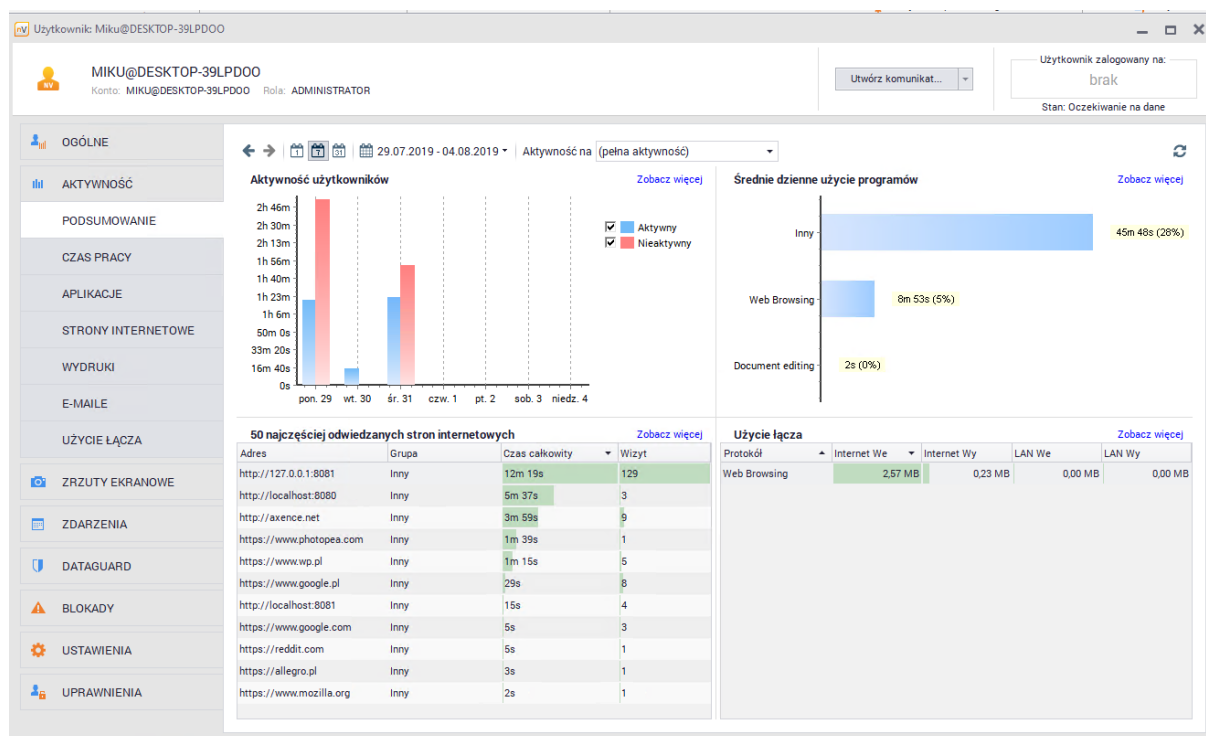 nV Użytkownik: Miku@DESKTOP-39LPDOO
NV
MIKU@DESKTOP-39LPDOO
Konto: MIKU@DESKTOP-39LPDOO Rola: ADMINISTRATOR
Utwórz komunikat...
Użytkownik zalogowany na:
brak
Stan: Oczekiwanie na dane
OGÓLNE
AKTYWNOŚĆ
PODSUMOWANIE
CZAS PRACY
APLIKACJE
STRONY INTERNETOWE
WYDRUKI
E-MAILE
UŻYCIE ŁĄCZA
ZRZUTY EKRANOWE
ZDARZENIA
DATAGUARD
BLOKADY
USTAWIENIA
UPRAWNIENIA
1 7 31 29.07.2019 - 04.08.2019 Aktywność na (pełna aktywność)
Aktywność użytkowników Zobacz więcej
2h 46m
2h 30m
2h 13m
1h 56m
1h 40m
1h 23m
1h 6m
50m 0s
33m 20s
16m 40s
0s
pon. 29 wt. 30 śr. 31 czw. 1 pt. 2 sob. 3 niedz. 4
Aktywny
Nieaktywny
Średnie dzienne użycie programów Zobacz więcej
Inny 45m 48s (28%)
Web Browsing 8m 53s (5%)
Document editing 2s (0%)
50 najczęściej odwiedzanych stron internetowych Zobacz więcej
Adres Grupa Czas całkowity Wizyt
http://127.0.0.1:8081 Inny 12m 19s 129
http://localhost:8080 Inny 5m 37s 3
http://axence.net Inny 3m 59s 9
https://www.photopea.com Inny 1m 39s 1
https://www.wp.pl Inny 1m 15s 5
https://www.google.pl Inny 29s 8
http://localhost:8081 Inny 15s 4
https://www.google.com Inny 5s 3
https://reddit.com Inny 5s 1
https://allegro.pl Inny 3s 1
https://www.mozilla.org Inny 2s 1
Użycie łącza Zobacz więcej
Protokół Internet We Internet Wy LAN We LAN Wy
Web Browsing 2,57 MB 0,23 MB 0,00 MB 0,00 MB